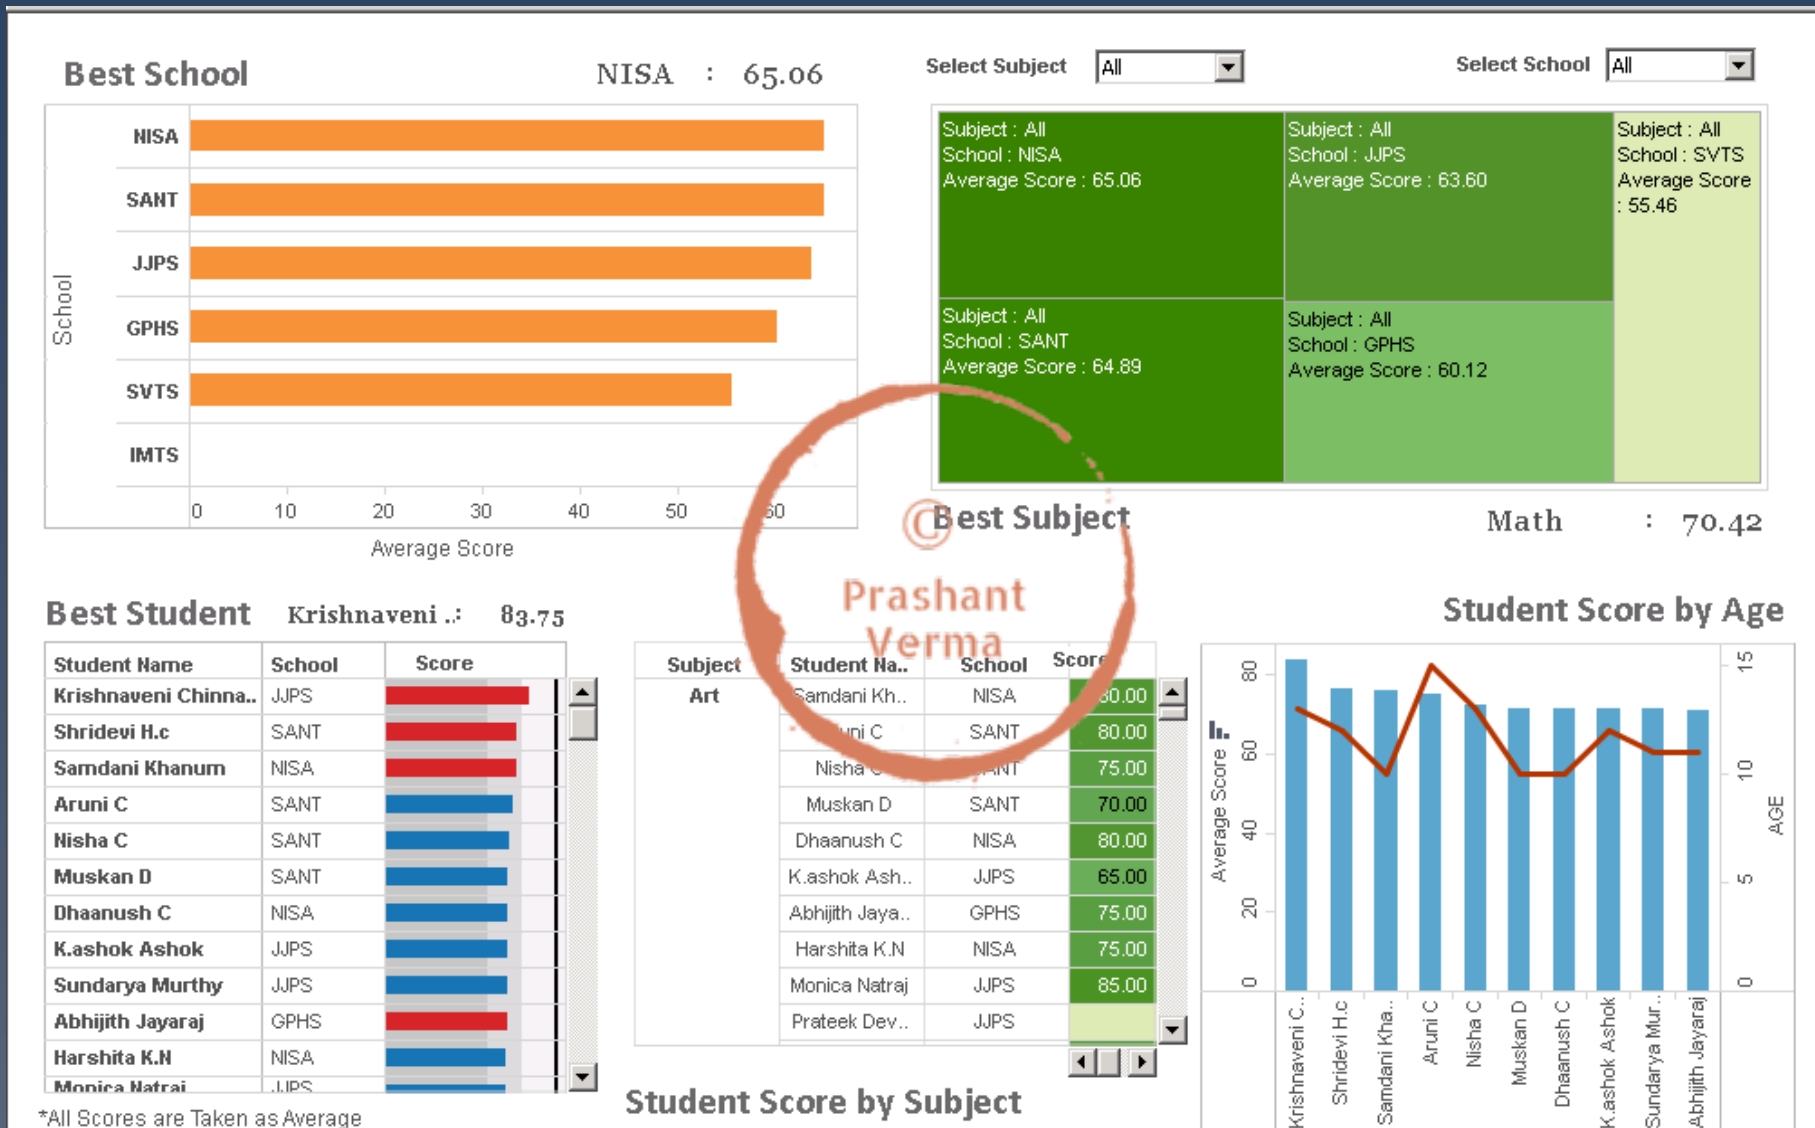 Best School
NISA : 65.06
Select Subject
All
Select School
All
School
NISA
SANT
JJPS
GPHS
SVTS
IMTS
0 10 20 30 40 50 60
Average Score
Subject : All
School : NISA
Average Score : 65.06
Subject : All
School : JJPS
Average Score : 63.60
Subject : All
School : SVTS
Average Score
: 55.46
Subject : All
School : SANT
Average Score : 64.89
Subject : All
School : GPHS
Average Score : 60.12
Best Subject
Math : 70.42
©
Prashant
Verma
Best Student
Krishnaveni ..: 83.75
Student Name School Score
Krishnaveni Chinna.. JJPS
Shridevi H.c SANT
Samdani Khanum NISA
Aruni C SANT
Nisha C SANT
Muskan D SANT
Dhaanush C NISA
K.ashok Ashok JJPS
Sundarya Murthy JJPS
Abhijith Jayaraj GPHS
Harshita K.N NISA
Monica Natraj JJPS
*All Scores are Taken as Average
Subject Student Na.. School Score
Art Samdani Kh.. NISA 80.00
C SANT 80.00
Nisha SANT 75.00
Muskan D SANT 70.00
Dhaanush C NISA 80.00
K.ashok Ash.. JJPS 65.00
Abhijith Jaya.. GPHS 75.00
Harshita K.N NISA 75.00
Monica Natraj JJPS 85.00
Prateek Dev.. JJPS
Student Score by Subject
Student Score by Age
Average Score
80
60
40
20
0
15
10
5
0
AGE
Krishnaveni C..
Shridevi H.c
Samdani Kha..
Aruni C
Nisha C
Muskan D
Dhaanush C
K.ashok Ashok
Sundarya Mur..
Abhijith Jayaraj